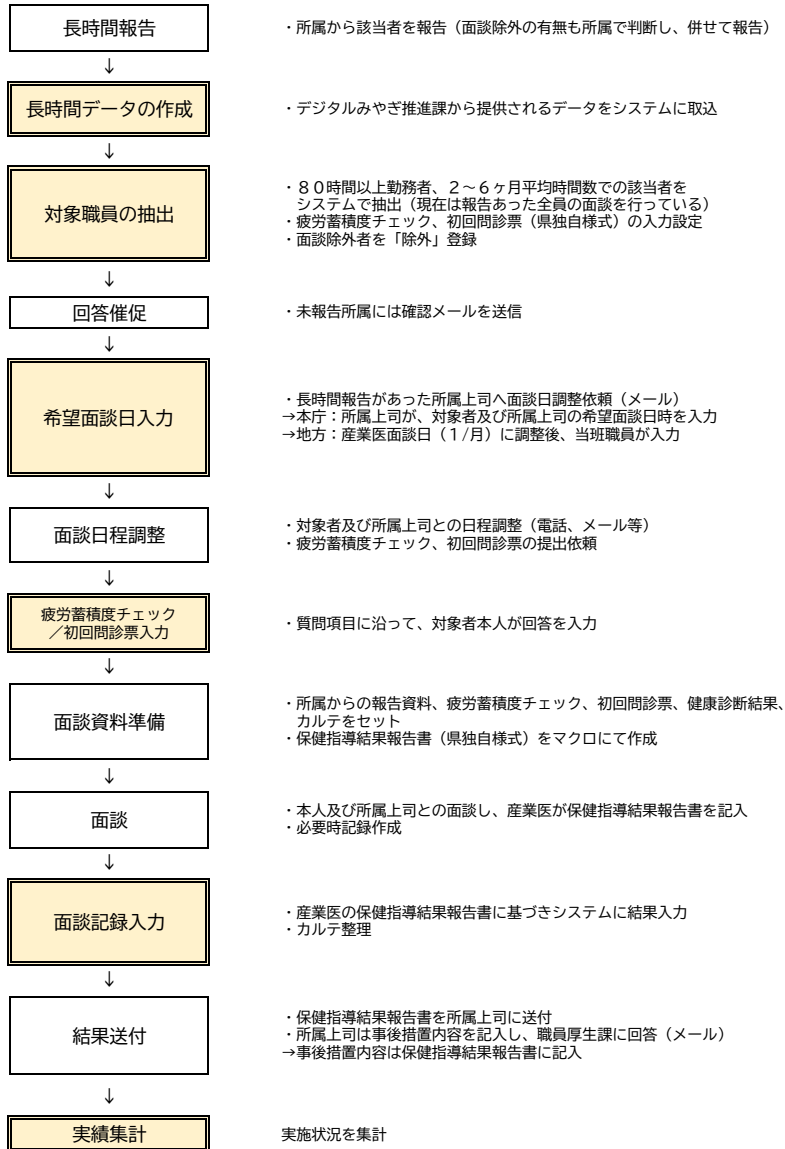 長時間報告
・所属から該当者を報告（面談除外の有無も所属で判断し、併せて報告）
↓
長時間データの作成
・デジタルみやぎ推進課から提供されるデータをシステムに取込
↓
対象職員の抽出
・８０時間以上勤務者、２～６ヶ月平均時間数での該当者を
システムで抽出（現在は報告あった全員の面談を行っている）
・疲労蓄積度チェック、初回問診票（県独自様式）の入力設定
・面談除外者を「除外」登録
↓
回答催促
・未報告所属には確認メールを送信
↓
希望面談日入力
・長時間報告があった所属上司へ面談日調整依頼（メール）
→本庁：所属上司が、対象者及び所属上司の希望面談日時を入力
→地方：産業医面談日（１/月）に調整後、当班職員が入力
↓
面談日程調整
・対象者及び所属上司との日程調整（電話、メール等）
・疲労蓄積度チェック、初回問診票の提出依頼
↓
疲労蓄積度チェック
／初回問診票入力
・質問項目に沿って、対象者本人が回答を入力
↓
面談資料準備
・所属からの報告資料、疲労蓄積度チェック、初回問診票、健康診断結果、
カルテをセット
・保健指導結果報告書（県独自様式）をマクロにて作成
↓
面談
・本人及び所属上司との面談し、産業医が保健指導結果報告書を記入
・必要時記録作成
↓
面談記録入力
・産業医の保健指導結果報告書に基づきシステムに結果入力
・カルテ整理
↓
結果送付
・保健指導結果報告書を所属上司に送付
・所属上司は事後措置内容を記入し、職員厚生課に回答（メール）
→事後措置内容は保健指導結果報告書に記入
↓
実績集計
実施状況を集計